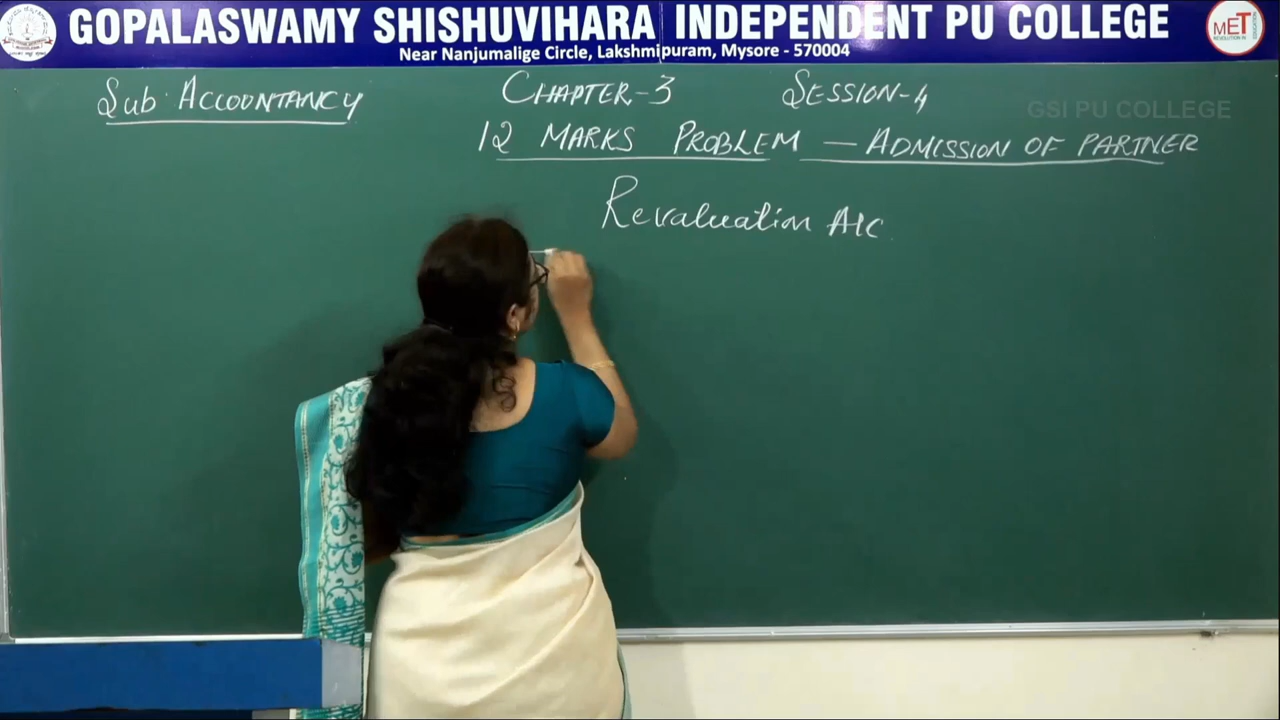 GOPALASWAMY SHISHUVIHARA INDEPENDENT PU COLLEGE
Near Nanjumalige Circle, Lakshmipuram, Mysore - 570004
MET
Sub. ACCOUNTANCY
CHAPTER-3
SESSION-4
GSI PU COLLEGE
12 MARKS PROBLEM - ADMISSION OF PARTNER
Revaluation A/c